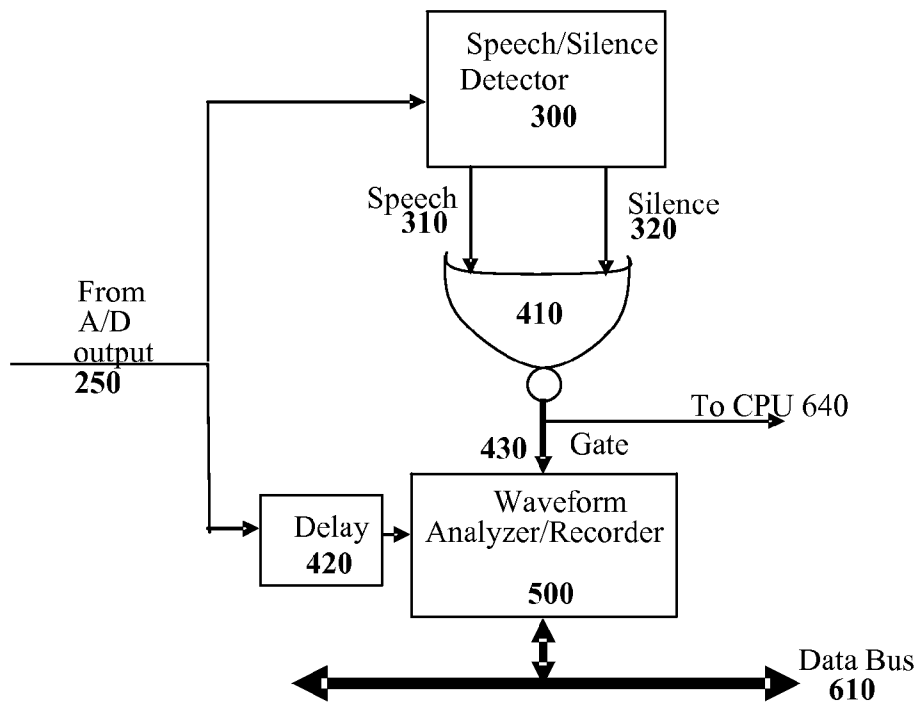 Speech/Silence
Detector
300
Speech
310
Silence
320
From
A/D
output
250
410
To CPU 640
430
Gate
Waveform
Analyzer/Recorder
500
Delay
420
Data Bus
610